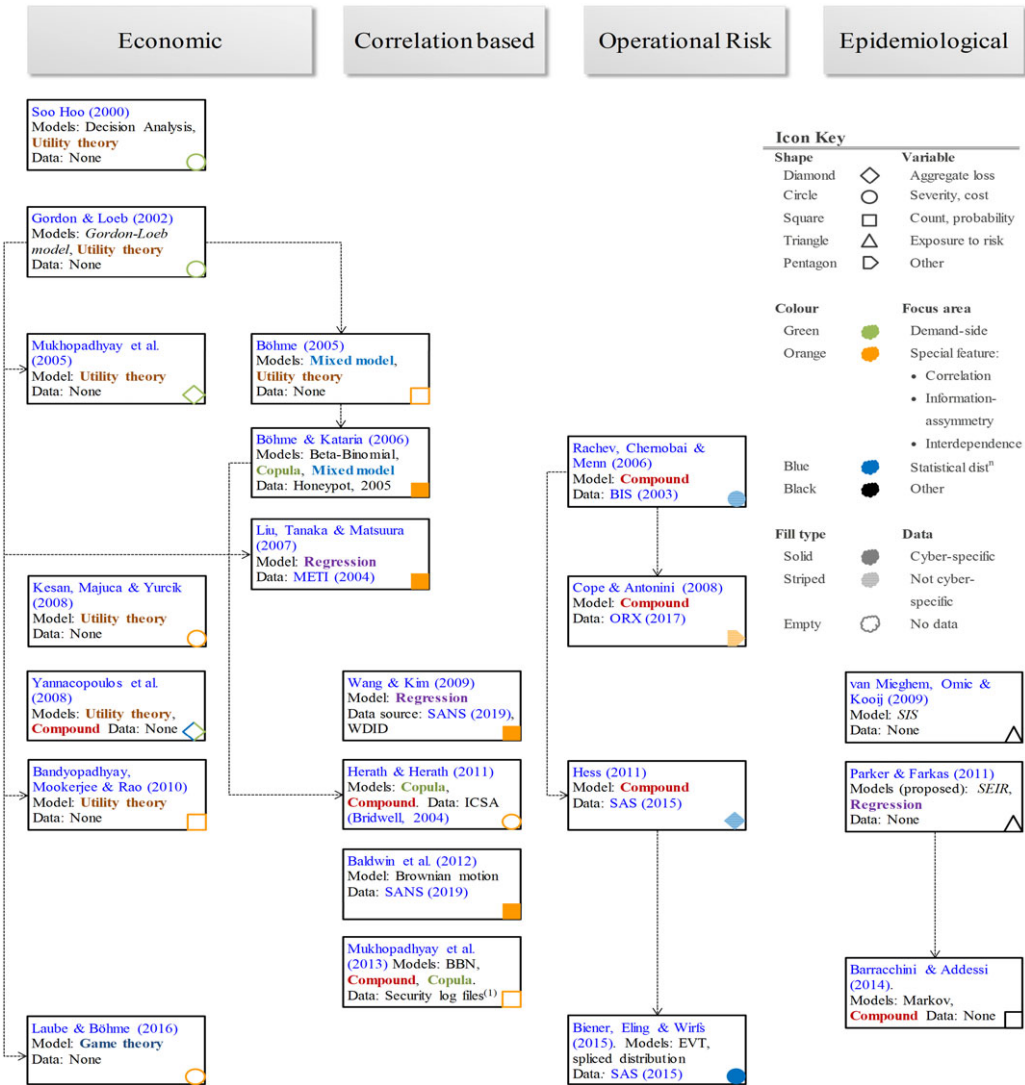 Economic
Correlation based
Operational Risk
Epidemiological
Soo Hoo (2000)
Models: Decision Analysis,
Utility theory
Data: None
Gordon & Loeb (2002)
Models: Gordon-Loeb
model, Utility theory
Data: None
Mukhopadhyay et al.
(2005)
Model: Utility theory
Data: None
Kesan, Majuca & Yurcik
(2008)
Model: Utility theory
Data: None
Yannacopoulos et al.
(2008)
Models: Utility theory,
Compound Data: None
Bandyopadhyay,
Mookerjee & Rao (2010)
Model: Utility theory
Data: None
Laube & Böhme (2016)
Model: Game theory
Data: None
Böhme (2005)
Models: Mixed model,
Utility theory
Data: None
Böhme & Kataria (2006)
Models: Beta-Binomial,
Copula, Mixed model
Data: Honeypot, 2005
Liu, Tanaka & Matsuura
(2007)
Model: Regression
Data: METI (2004)
Wang & Kim (2009)
Model: Regression
Data source: SANS (2019),
WDID
Herath & Herath (2011)
Models: Copula,
Compound. Data: ICSA
(Bridwell, 2004)
Baldwin et al. (2012)
Model: Brownian motion
Data: SANS (2019)
Mukhopadhyay et al.
(2013) Models: BBN,
Compound, Copula.
Data: Security log files(1)
Rachev, Chernobai &
Menn (2006)
Model: Compound
Data: BIS (2003)
Cope & Antonini (2008)
Model: Compound
Data: ORX (2017)
Hess (2011)
Model: Compound
Data: SAS (2015)
Biener, Eling & Wirfs
(2015). Models: EVT,
spliced distribution
Data: SAS (2015)
Icon Key
Shape Variable
Diamond Aggregate loss
Circle Severity, cost
Square Count, probability
Triangle Exposure to risk
Pentagon Other
Colour Focus area
Green Demand-side
Orange Special feature:
• Correlation
• Information-
assymmetry
• Interdependence
Blue Statistical distⁿ
Black Other
Fill type Data
Solid Cyber-specific
Striped Not cyber-
specific
Empty No data
van Mieghem, Omic &
Kooij (2009)
Model: SIS
Data: None
Parker & Farkas (2011)
Models (proposed): SEIR,
Regression
Data: None
Barracchini & Addessi
(2014).
Models: Markov,
Compound Data: None